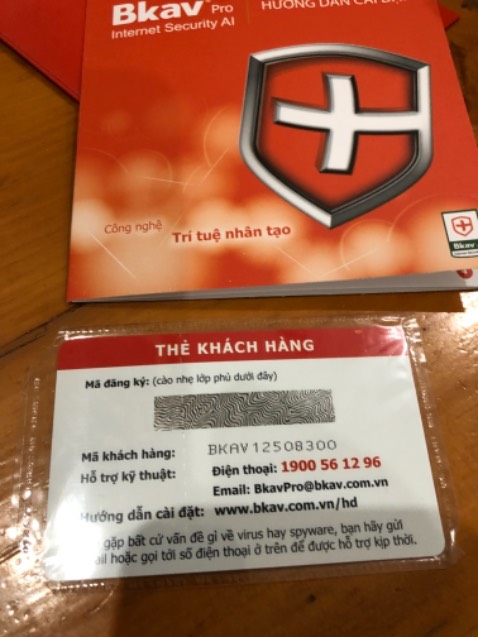 Bkav Pro
Internet Security AI
HƯỚNG DẪN CÀI ĐẶT
Công nghệ Trí tuệ nhân tạo
Bkav
THẺ KHÁCH HÀNG
Mã đăng ký: (cào nhẹ lớp phủ dưới đây)
Mã khách hàng: BKAV12508300
Hỗ trợ kỹ thuật: Điện thoại: 1900 56 12 96
Email: BkavPro@bkav.com.vn
Hướng dẫn cài đặt: www.bkav.com.vn/hd
gặp bất cứ vấn đề gì về virus hay spyware, bạn hãy gửi
hoặc gọi tới số điện thoại ở trên để được hỗ trợ kịp thời.